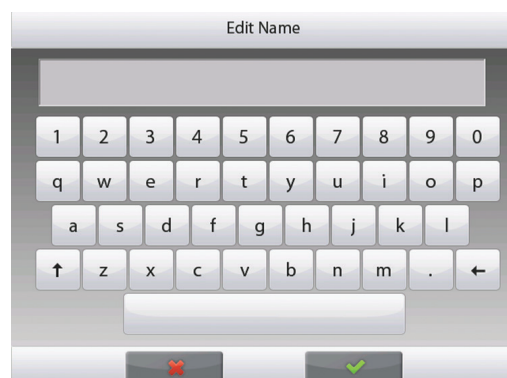 Edit Name
1 2 3 4 5 6 7 8 9 0
q w e r t y u i o p
a s d f g h j k l
↑ z x c v b n m . ←